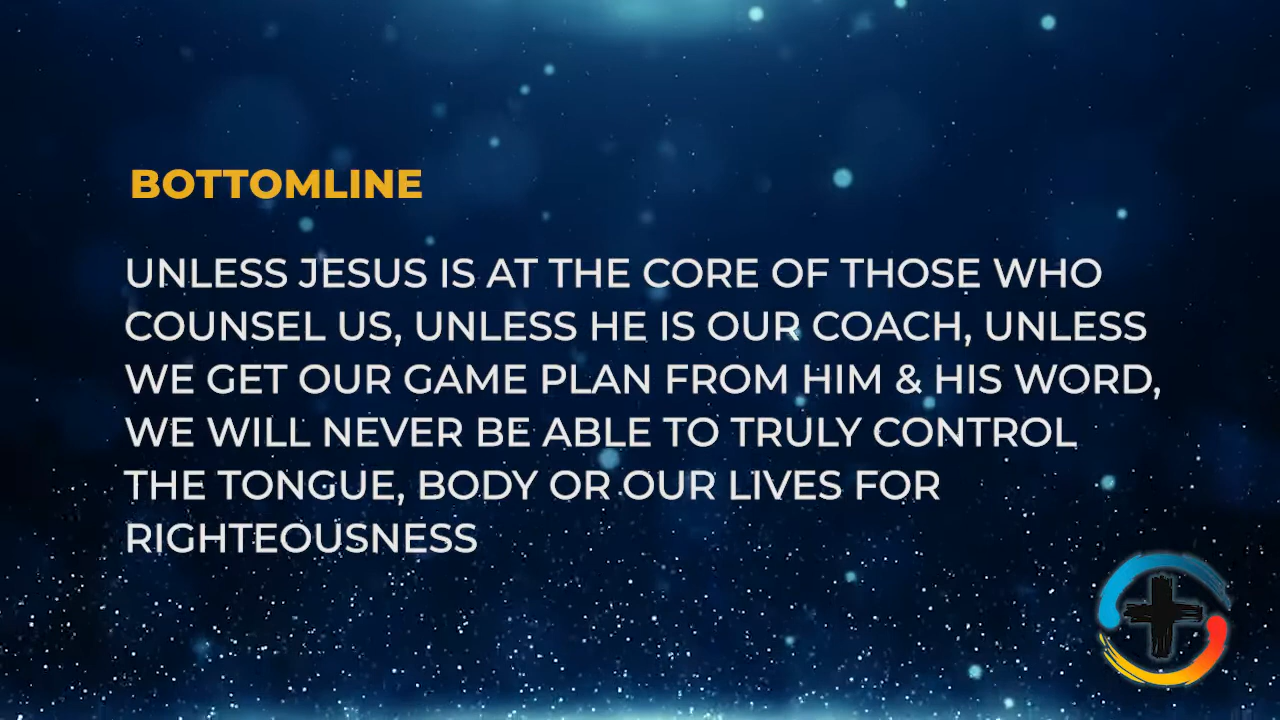 BOTTOMLINE
UNLESS JESUS IS AT THE CORE OF THOSE WHO
COUNSEL US, UNLESS HE IS OUR COACH, UNLESS
WE GET OUR GAME PLAN FROM HIM & HIS WORD,
WE WILL NEVER BE ABLE TO TRULY CONTROL
THE TONGUE, BODY OR OUR LIVES FOR
RIGHTEOUSNESS